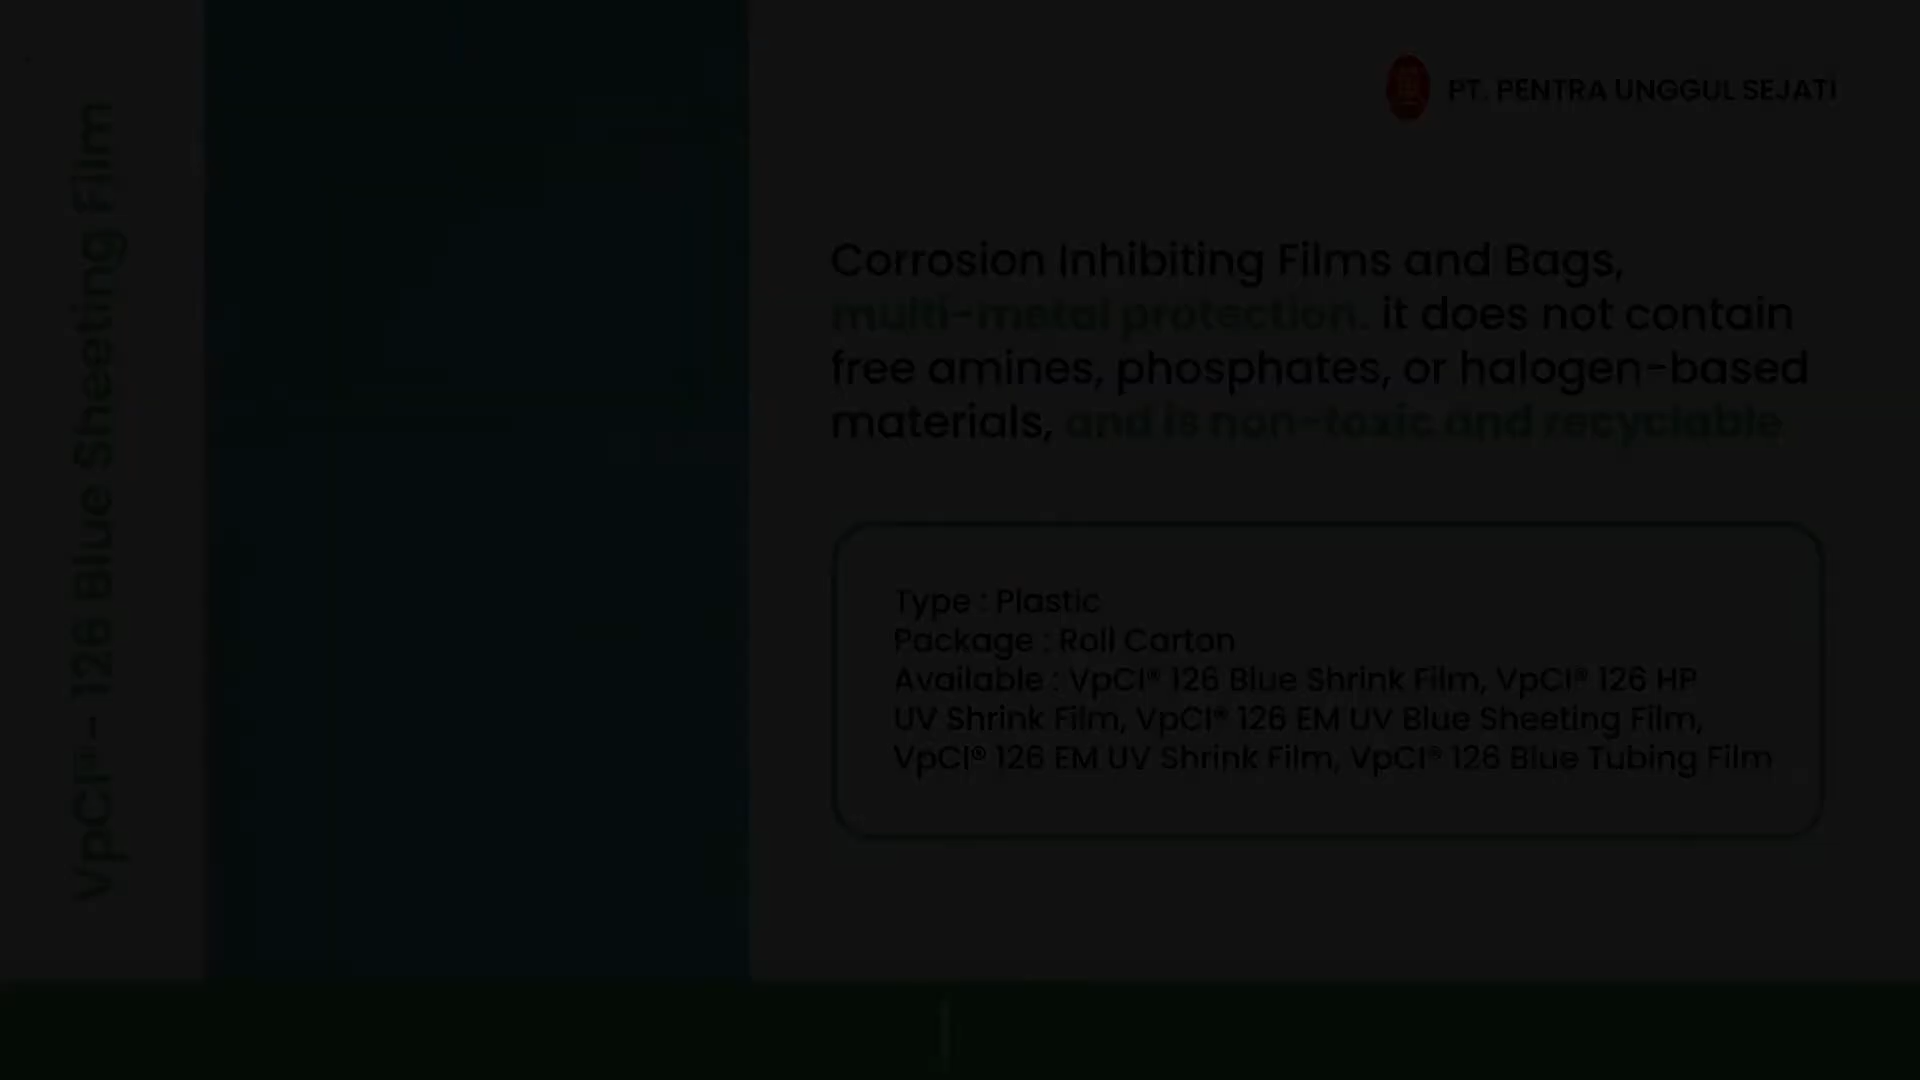 VpCI®- 126 Blue Sheeting Film
PT. PENTRA UNGGUL SEJATI
Corrosion Inhibiting Films and Bags,
multi-metal protection. it does not contain
free amines, phosphates, or halogen-based
materials, and is non-toxic and recyclable
Type : Plastic
Package : Roll Carton
Available : VpCI® 126 Blue Shrink Film, VpCI® 126 HP
UV Shrink Film, VpCI® 126 EM UV Blue Sheeting Film,
VpCI® 126 EM UV Shrink Film, VpCI® 126 Blue Tubing Film